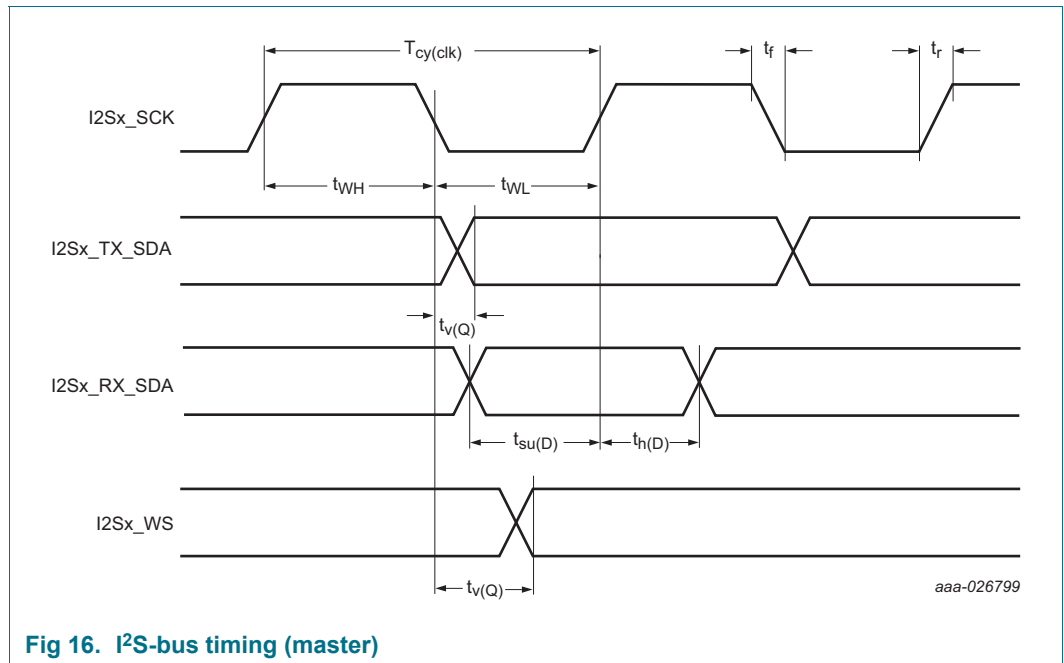 Tcy(clk)
tf
tr
I2Sx_SCK
tWH
tWL
I2Sx_TX_SDA
tv(Q)
I2Sx_RX_SDA
tsu(D)
th(D)
I2Sx_WS
tv(Q)
aaa-026799
Fig 16. I²S-bus timing (master)